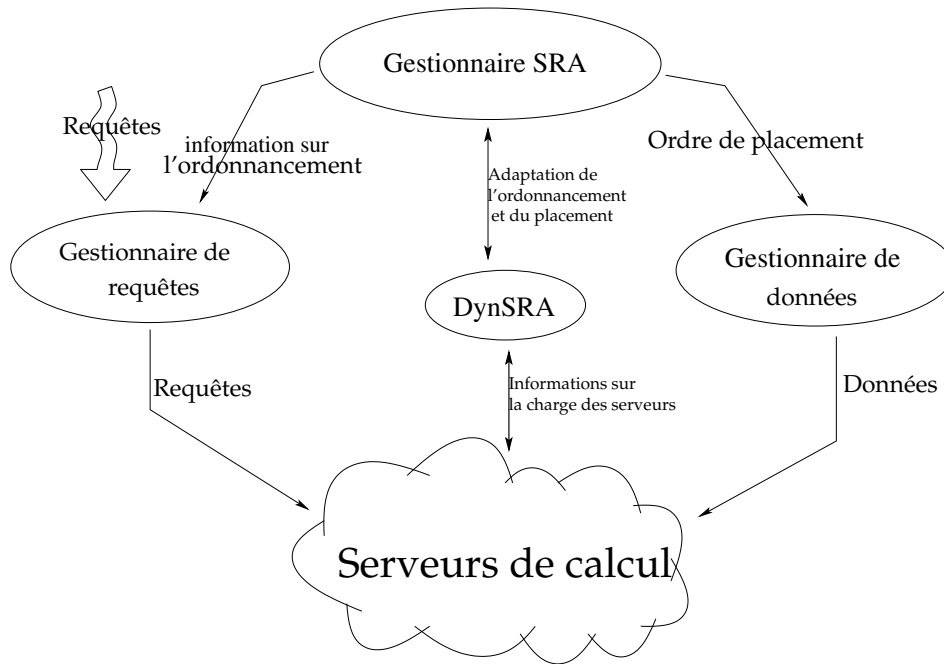 Gestionnaire SRA
Requêtes
information sur
l'ordonnancement
Ordre de placement
Adaptation de
l'ordonnancement
et du placement
Gestionnaire de
requêtes
DynSRA
Gestionnaire de
données
Requêtes
Informations sur
la charge des serveurs
Données
Serveurs de calcul